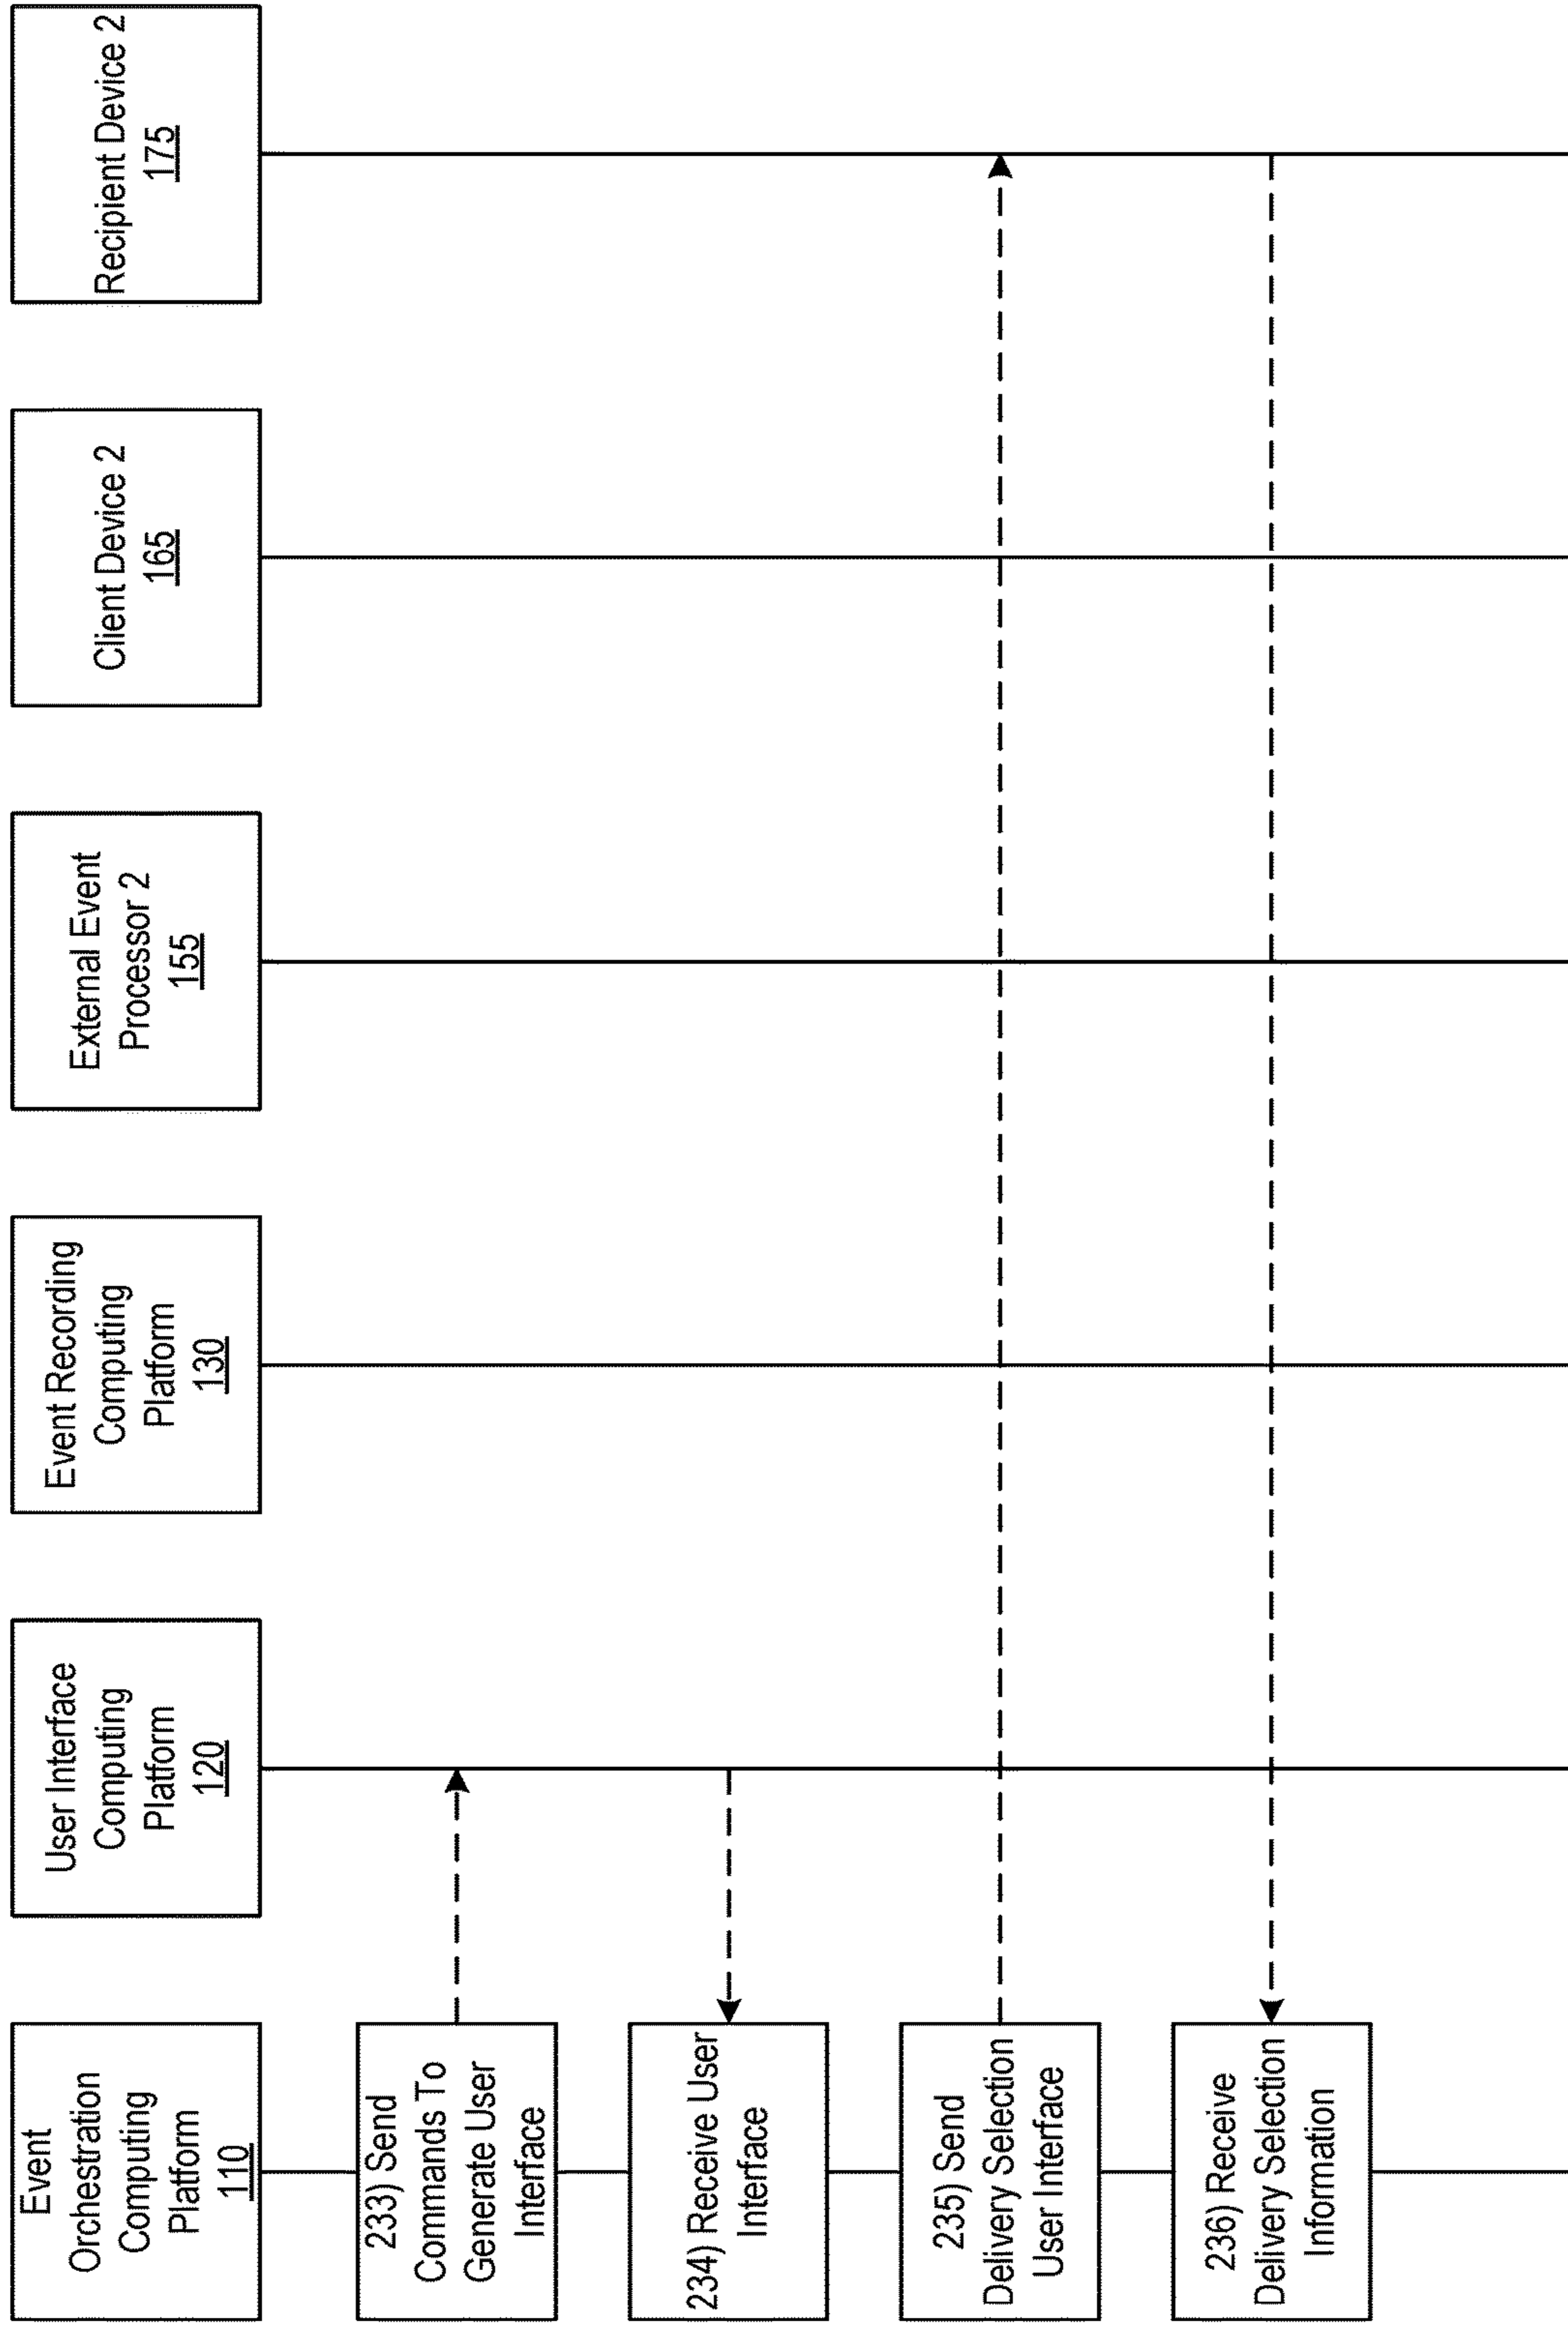 Event
Orchestration
Computing
Platform
110
User Interface
Computing
Platform
120
Event Recording
Computing
Platform
130
External Event
Processor 2
155
Client Device 2
165
Recipient Device 2
175
233) Send
Commands To
Generate User
Interface
234) Receive User
Interface
235) Send
Delivery Selection
User Interface
236) Receive
Delivery Selection
Information